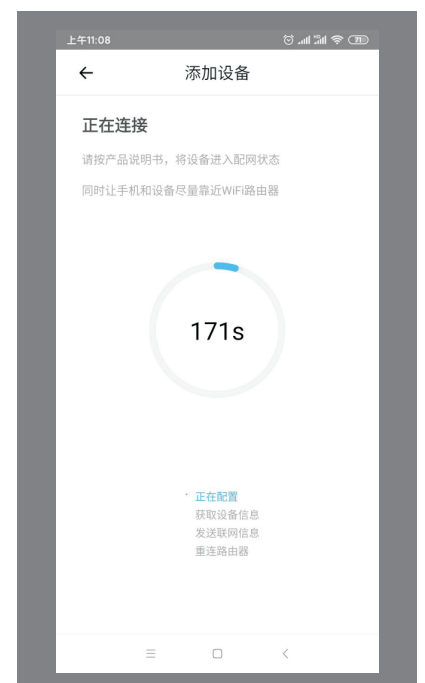 上午11:08
添加设备
正在连接
请按产品说明书，将设备进入配网状态
同时让手机和设备尽量靠近WiFi路由器
171s
正在配置
获取设备信息
发送联网信息
重连路由器